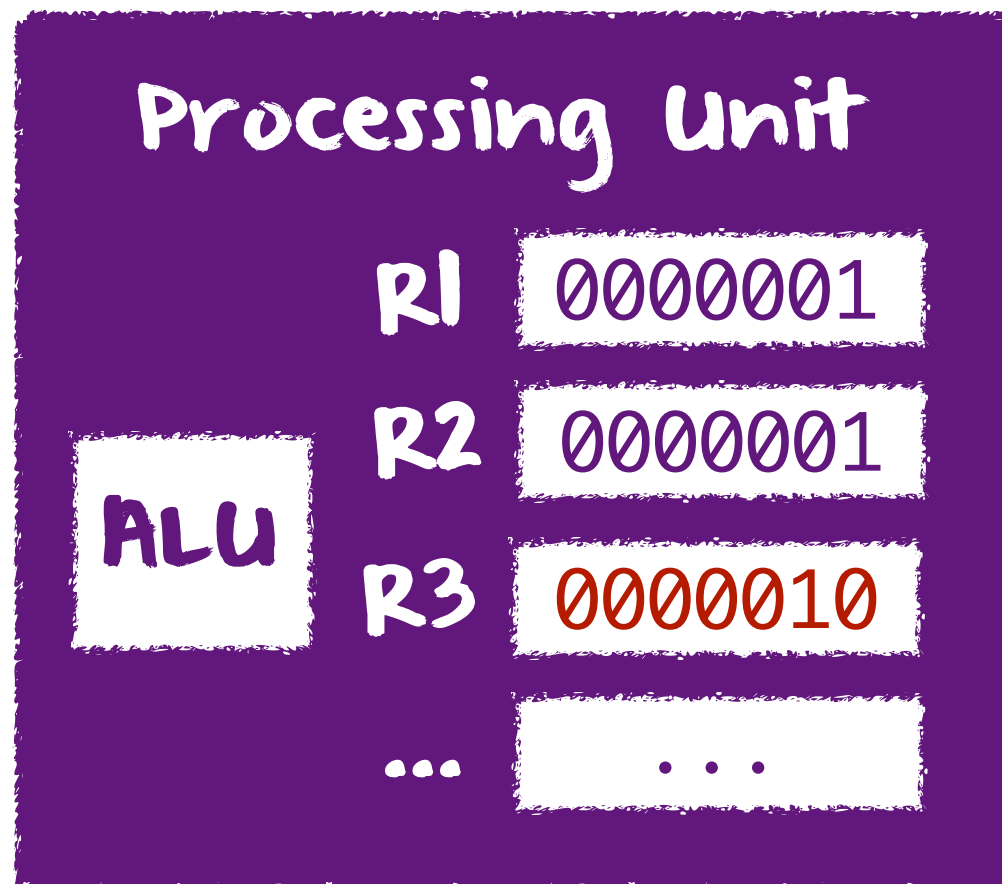 Processing Unit
R1 0000001
R2 0000001
ALU
R3 0000010
... ...